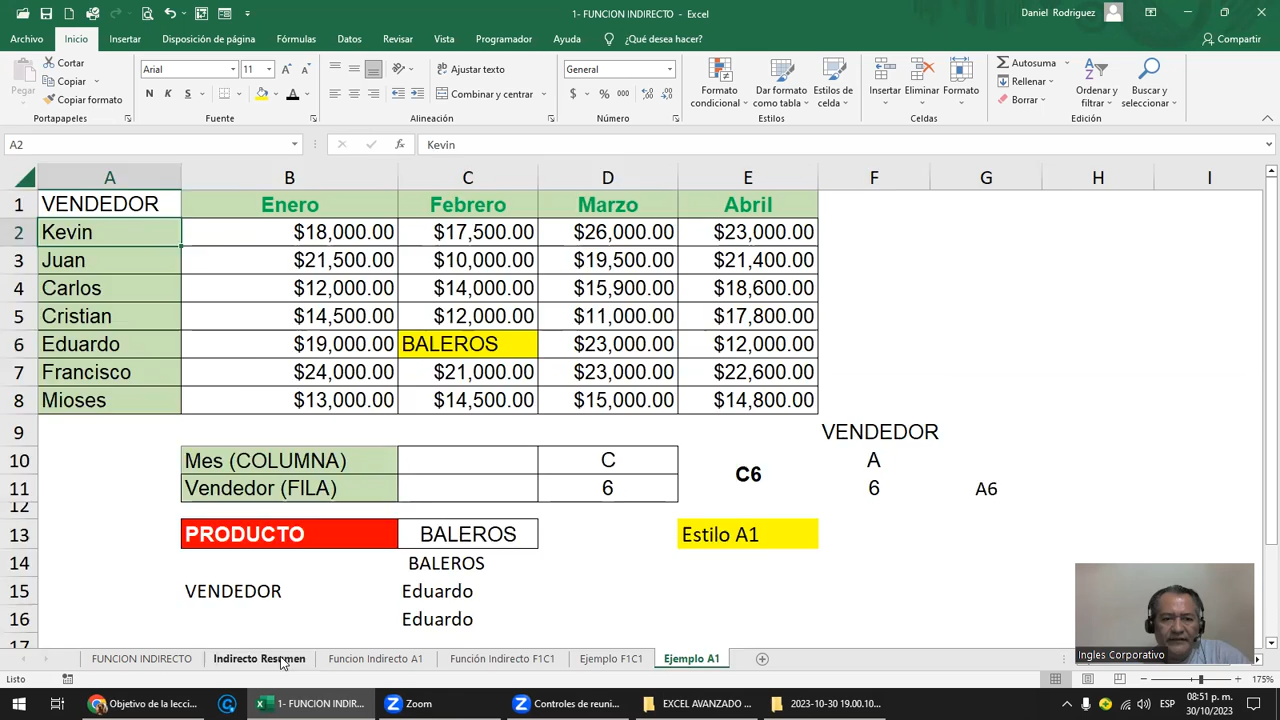 1- FUNCION INDIRECTO - Excel
Daniel Rodriguez
Archivo Inicio Insertar Disposición de página Fórmulas Datos Revisar Vista Programador Ayuda ¿Qué desea hacer? Compartir
Pegar
Cortar
Copiar
Copiar formato
Portapapeles
Arial 11
N K S
Fuente
Ajustar texto
Combinar y centrar
Alineación
General
$ % 000
Número
Formato condicional
Dar formato como tabla
Estilos de celda
Estilos
Insertar Eliminar Formato
Celdas
Autosuma
Rellenar
Borrar
Ordenar y filtrar
Buscar y seleccionar
Edición
A2 fx Kevin
A B C D E F G H I
1 VENDEDOR Enero Febrero Marzo Abril
2 Kevin $18,000.00 $17,500.00 $26,000.00 $23,000.00
3 Juan $21,500.00 $10,000.00 $19,500.00 $21,400.00
4 Carlos $12,000.00 $14,000.00 $15,900.00 $18,600.00
5 Cristian $14,500.00 $12,000.00 $11,000.00 $17,800.00
6 Eduardo $19,000.00 BALEROS $23,000.00 $12,000.00
7 Francisco $24,000.00 $21,000.00 $23,000.00 $22,600.00
8 Mioses $13,000.00 $14,500.00 $15,000.00 $14,800.00
9 VENDEDOR
10 Mes (COLUMNA) C C6 A
11 Vendedor (FILA) 6 6 A6
12
13 PRODUCTO BALEROS Estilo A1
14 BALEROS
15 VENDEDOR Eduardo
16 Eduardo
17
Ingles Corporativo
FUNCION INDIRECTO Indirecto Resumen Funcion Indirecto A1 Función Indirecto F1C1 Ejemplo F1C1 Ejemplo A1
Listo 175%
Objetivo de la lecci... 1- FUNCION INDIR... Zoom Controles de reuni... EXCEL AVANZADO ... 2023-10-30 19.00.10... ESP 08:51 p. m.
30/10/2023